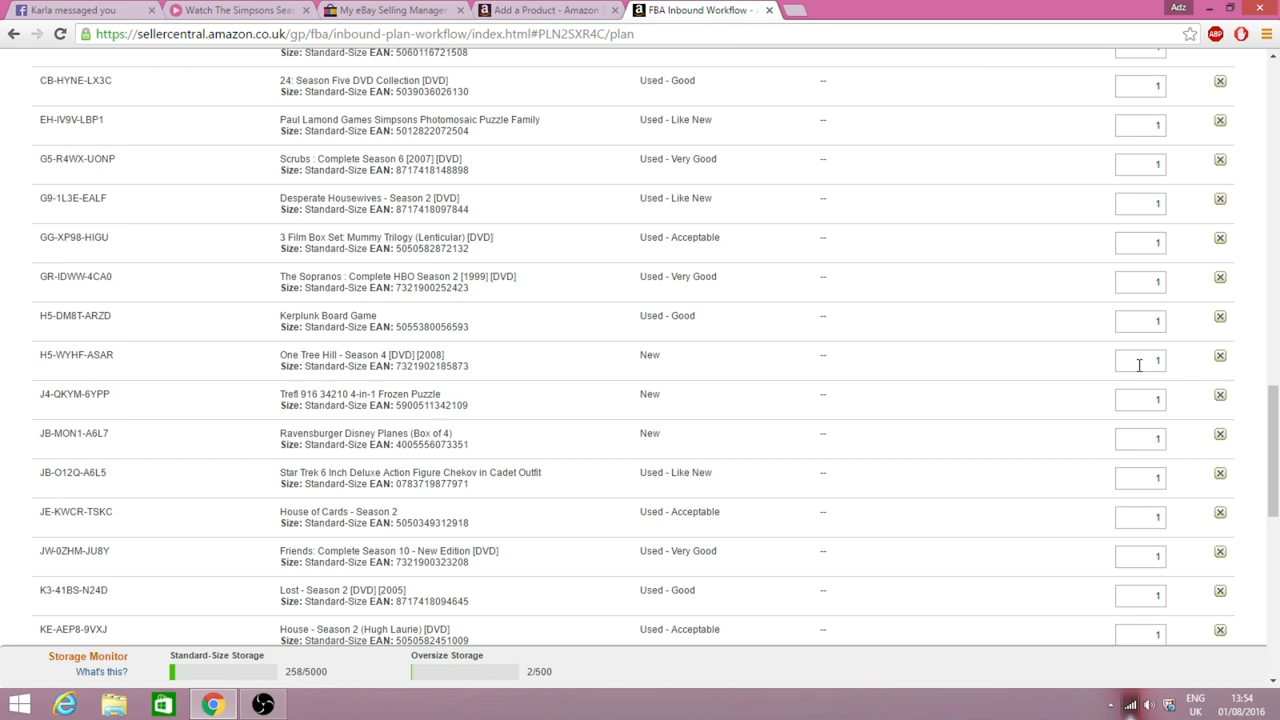 Karla messaged you
Watch The Simpsons Seas
My eBay Selling Manager
Add a Product - Amazon
FBA Inbound Workflow -
Adz
https://sellercentral.amazon.co.uk/gp/fba/inbound-plan-workflow/index.html#PLN2SXR4C/plan
ABP
Size: Standard-Size EAN: 5060116721508
CB-HYNE-LX3C 24: Season Five DVD Collection [DVD] Used - Good -- 1
Size: Standard-Size EAN: 5039036026130
EH-IV9V-LBP1 Paul Lamond Games Simpsons Photomosaic Puzzle Family Used - Like New -- 1
Size: Standard-Size EAN: 5012822072504
G5-R4WX-UONP Scrubs : Complete Season 6 [2007] [DVD] Used - Very Good -- 1
Size: Standard-Size EAN: 8717418148898
G9-1L3E-EALF Desperate Housewives - Season 2 [DVD] Used - Like New -- 1
Size: Standard-Size EAN: 8717418097844
GG-XP98-HIGU 3 Film Box Set: Mummy Trilogy (Lenticular) [DVD] Used - Acceptable -- 1
Size: Standard-Size EAN: 5050582872132
GR-IDWW-4CA0 The Sopranos : Complete HBO Season 2 [1999] [DVD] Used - Very Good -- 1
Size: Standard-Size EAN: 7321900252423
H5-DM8T-ARZD Kerplunk Board Game Used - Good -- 1
Size: Standard-Size EAN: 5055380056593
H5-WYHF-ASAR One Tree Hill - Season 4 [DVD] [2008] New -- 1
Size: Standard-Size EAN: 7321902185873
J4-QKYM-6YPP Trefl 916 34210 4-in-1 Frozen Puzzle New -- 1
Size: Standard-Size EAN: 5900511342109
JB-MON1-A6L7 Ravensburger Disney Planes (Box of 4) New -- 1
Size: Standard-Size EAN: 4005556073351
JB-O12Q-A6L5 Star Trek 6 Inch Deluxe Action Figure Chekov in Cadet Outfit Used - Like New -- 1
Size: Standard-Size EAN: 0783719877971
JE-KWCR-TSKC House of Cards - Season 2 Used - Acceptable -- 1
Size: Standard-Size EAN: 5050349312918
JW-0ZHM-JU8Y Friends: Complete Season 10 - New Edition [DVD] Used - Very Good -- 1
Size: Standard-Size EAN: 7321900323208
K3-41BS-N24D Lost - Season 2 [DVD] [2005] Used - Good -- 1
Size: Standard-Size EAN: 8717418094645
KE-AEP8-9VXJ House - Season 2 (Hugh Laurie) [DVD] Used - Acceptable -- 1
Size: Standard-Size EAN: 5050582451009
Storage Monitor Standard-Size Storage Oversize Storage
What's this? 258/5000 2/500
ENG 13:54
UK 01/08/2016